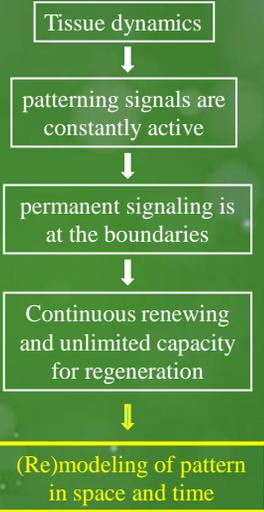 Tissue dynamics
patterning signals are
constantly active
permanent signaling is
at the boundaries
Continuous renewing
and unlimited capacity
for regeneration
(Re)modeling of pattern
in space and time